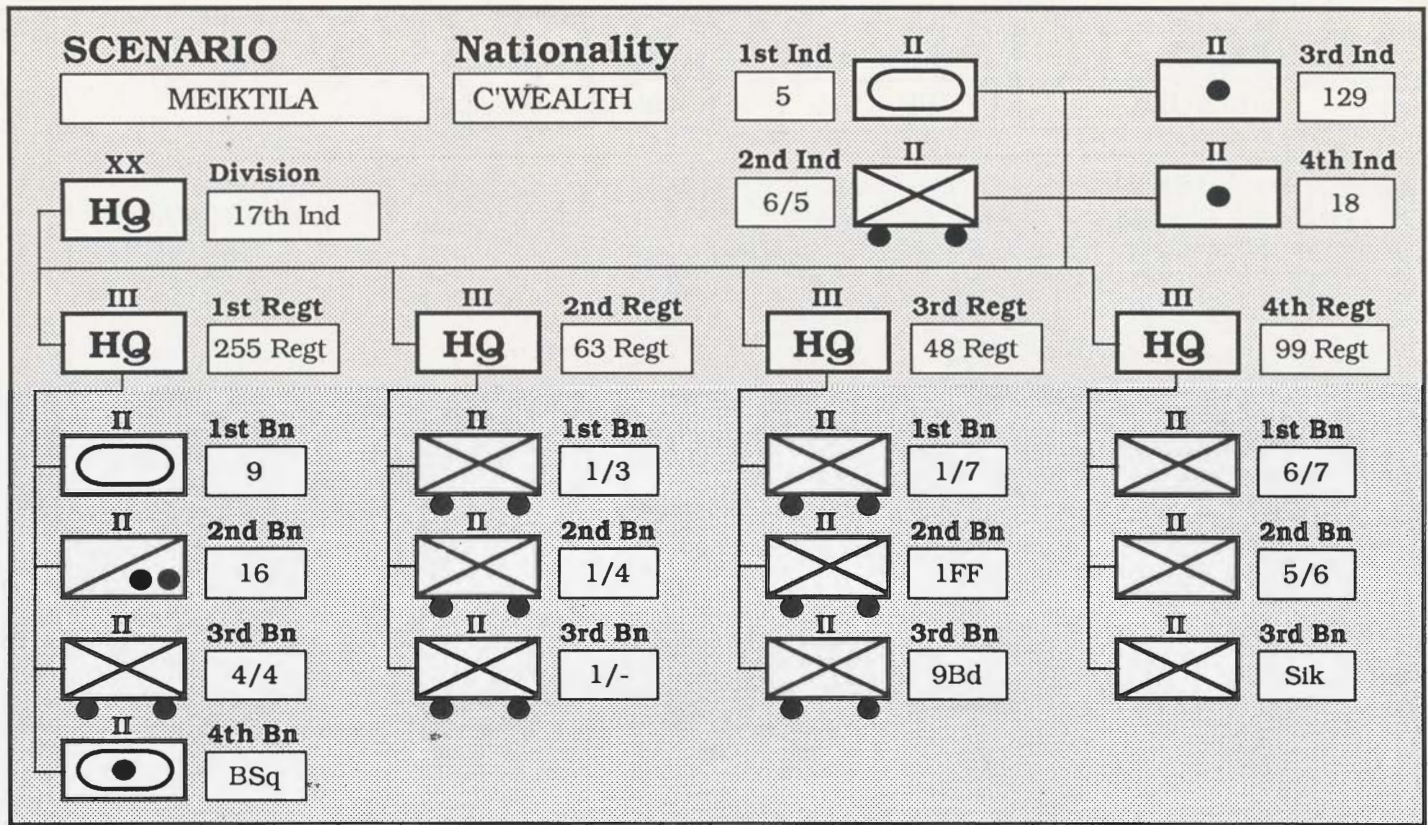 SCENARIO
MEIKTILA
Nationality
C'WEALTH
1st Ind
5
II
II
3rd Ind
129
2nd Ind
6/5
II
II
4th Ind
18
XX
HQ
Division
17th Ind
III
HQ
1st Regt
255 Regt
III
HQ
2nd Regt
63 Regt
III
HQ
3rd Regt
48 Regt
III
HQ
4th Regt
99 Regt
II
1st Bn
9
II
2nd Bn
16
II
3rd Bn
4/4
II
4th Bn
BSq
II
1st Bn
1/3
II
2nd Bn
1/4
II
3rd Bn
1/-
II
1st Bn
1/7
II
2nd Bn
1FF
II
3rd Bn
9Bd
II
1st Bn
6/7
II
2nd Bn
5/6
II
3rd Bn
Sik